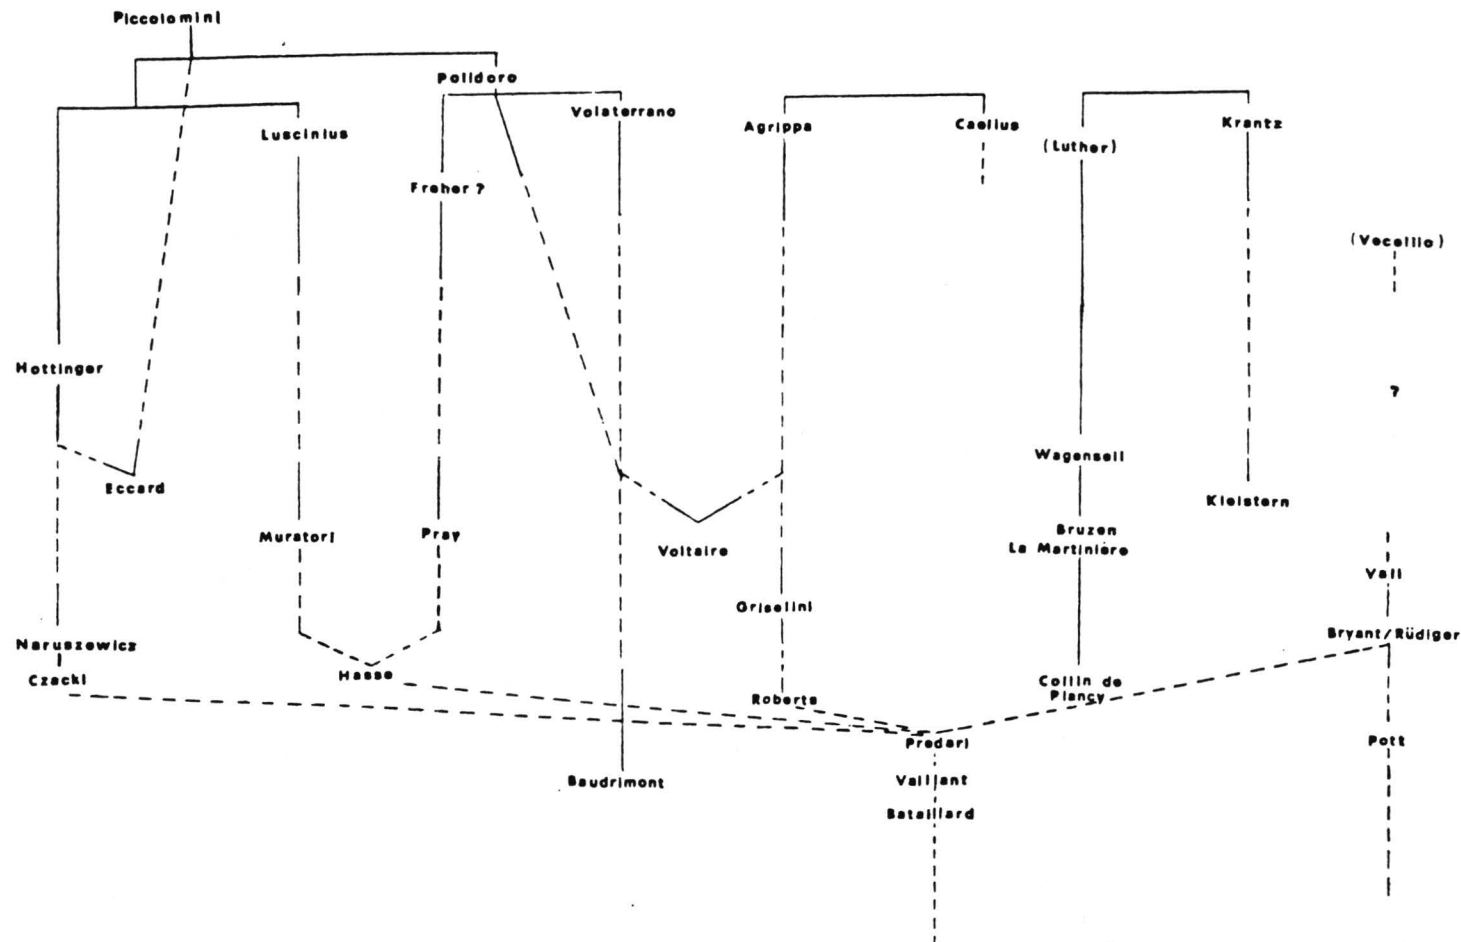 Piccolomini
Polidoro
Volaterrano
Luscinius
Agrippa
Caelius
Krantz
(Luther)
Freher ?
(Vecellio)
Hottinger
?
Wagenseil
Eccard
Kleistern
Muratori
Pray
Voltaire
Bruzen
La Martinière
Vali
Griselini
Bryant/Rüdiger
Naruszewicz
Czacki
Hasse
Roberts
Collin de
Plancy
Predari
Pott
Baudrimont
Vaillant
Bataillard